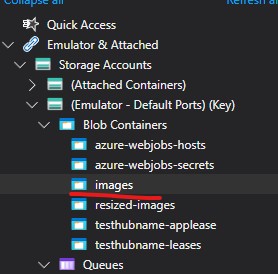 Collapse all
Refresh a
Quick Access
Emulator & Attached
Storage Accounts
(Attached Containers)
(Emulator - Default Ports) (Key)
Blob Containers
azure-webjobs-hosts
azure-webjobs-secrets
images
resized-images
testhubname-applease
testhubname-leases
Queues